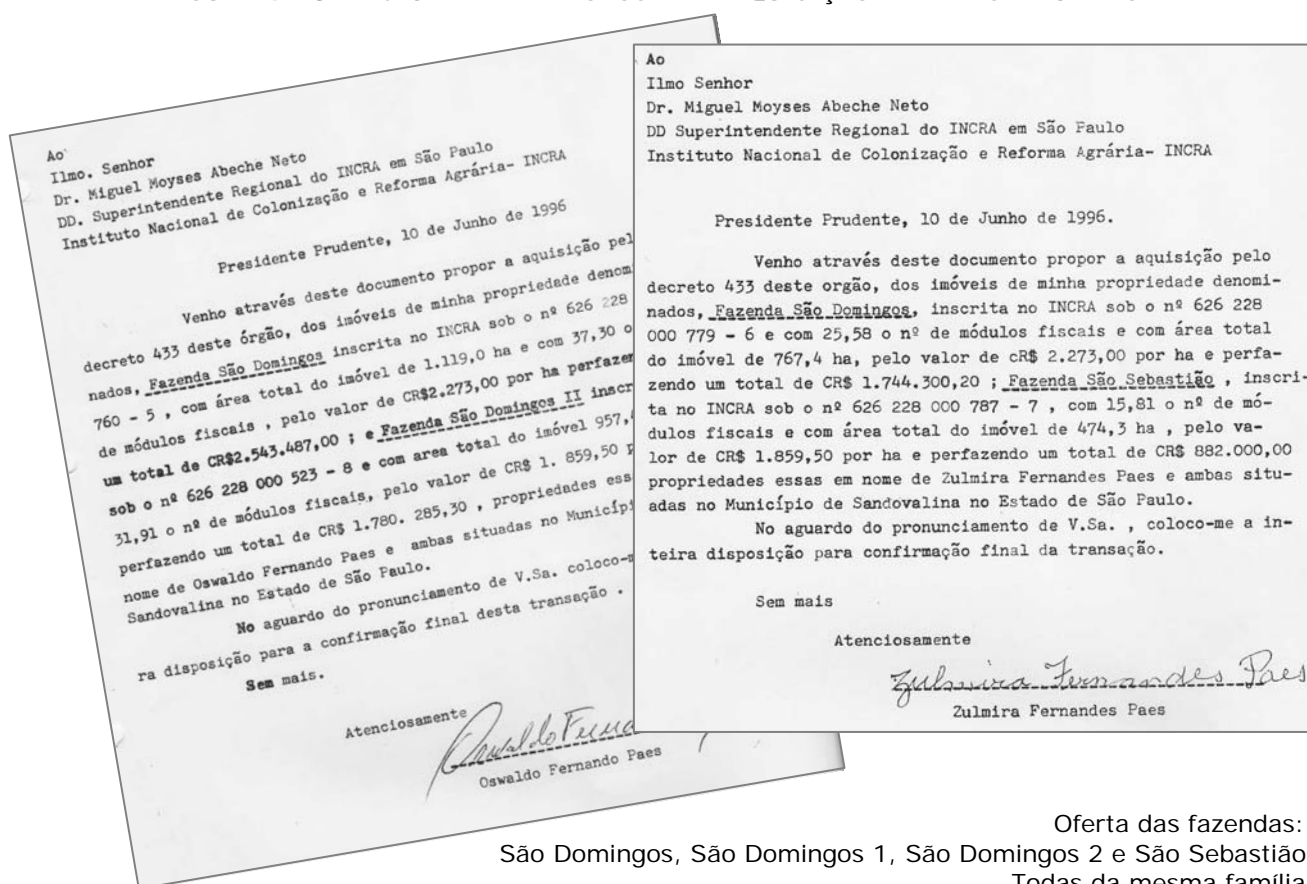 Ao
Ilmo. Senhor
Dr. Miguel Moyses Abeche Neto
DD. Superintendente Regional do INCRA em São Paulo
Instituto Nacional de Colonização e Reforma Agrária- INCRA
Presidente Prudente, 10 de Junho de 1996
Venho através deste documento propor a aquisição pel
decreto 433 deste órgão, dos imóveis de minha propriedade denom
nados, Fazenda São Domingos inscrita no INCRA sob o nº 626 228
760 - 5 , com área total do imóvel de 1.119,0 ha e com 37,30 o
de módulos fiscais , pelo valor de CR$2.273,00 por ha perfazen
um total de CR$2.543.487,00 ; e Fazenda São Domingos II inscr
sob o nº 626 228 000 523 - 8 e com area total do imóvel 957,
31,91 o nº de módulos fiscais, pelo valor de CR$ 1. 859,50 p
perfazendo um total de CR$ 1.780. 285,30 , propriedades ess
nome de Oswaldo Fernando Paes e ambas situadas no Municíp
Sandovalina no Estado de São Paulo.
No aguardo do pronunciamento de V.Sa. coloco-m
ra disposição para a confirmação final desta transação .
Sem mais.
Atenciosamente
Oswaldo
Oswaldo Fernando Paes
Ao
Ilmo Senhor
Dr. Miguel Moyses Abeche Neto
DD Superintendente Regional do INCRA em São Paulo
Instituto Nacional de Colonização e Reforma Agrária- INCRA
Presidente Prudente, 10 de Junho de 1996.
Venho através deste documento propor a aquisição pelo
decreto 433 deste orgão, dos imóveis de minha propriedade denomi-
nados, Fazenda São Domingos, inscrita no INCRA sob o nº 626 228
000 779 - 6 e com 25,58 o nº de módulos fiscais e com área total
do imóvel de 767,4 ha, pelo valor de cR$ 2.273,00 por ha e perfa-
zendo um total de CR$ 1.744.300,20 ; Fazenda São Sebastião , inscri-
ta no INCRA sob o nº 626 228 000 787 - 7 , com 15,81 o nº de mó-
dulos fiscais e com área total do imóvel de 474,3 ha , pelo va-
lor de CR$ 1.859,50 por ha e perfazendo um total de CR$ 882.000,00
propriedades essas em nome de Zulmira Fernandes Paes e ambas situ-
adas no Município de Sandovalina no Estado de São Paulo.
No aguardo do pronunciamento de V.Sa. , coloco-me a in-
teira disposição para confirmação final da transação.
Sem mais
Atenciosamente
Zulmira Fernandes Paes
Zulmira Fernandes Paes
Oferta das fazendas:
São Domingos, São Domingos 1, São Domingos 2 e São Sebastião
Todas da mesma família